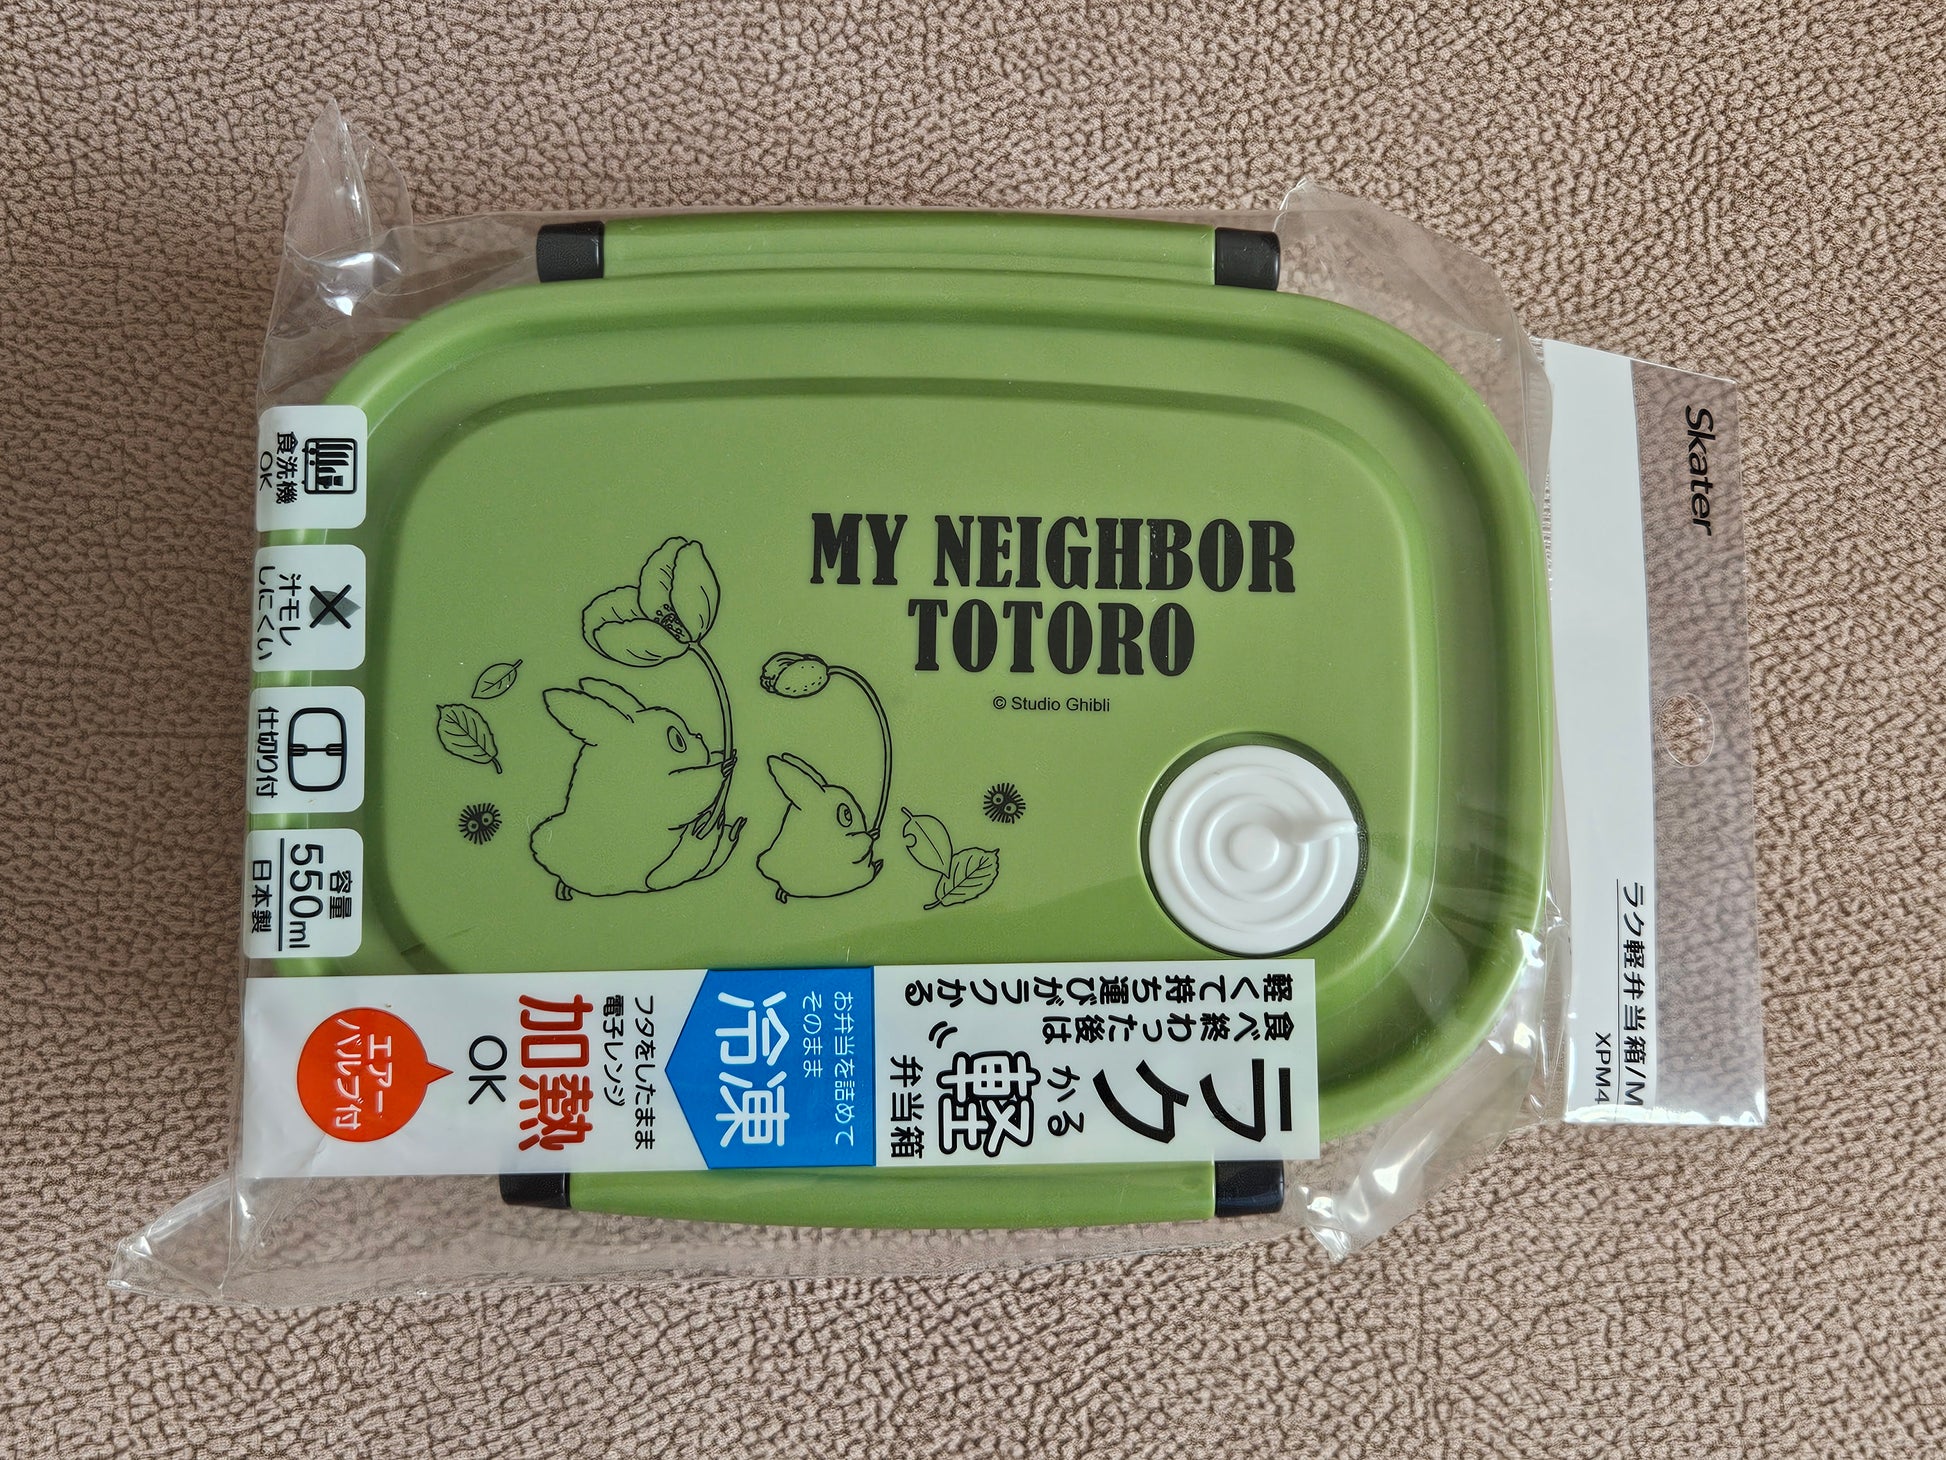 Skater
ラク軽弁当箱/M
XPM4
MY NEIGHBOR
TOTORO
© Studio Ghibli
食べ終わった後は
軽くて持ち運びがラクかる
ラク
かる
軽
弁当箱
お弁当を詰めて
そのまま
冷凍
フタをしたまま
電子レンジ
加熱
OK
エアー
バルブ付
食洗機
OK
汁モレ
しにくい
仕切り付
容量
550ml
日本製